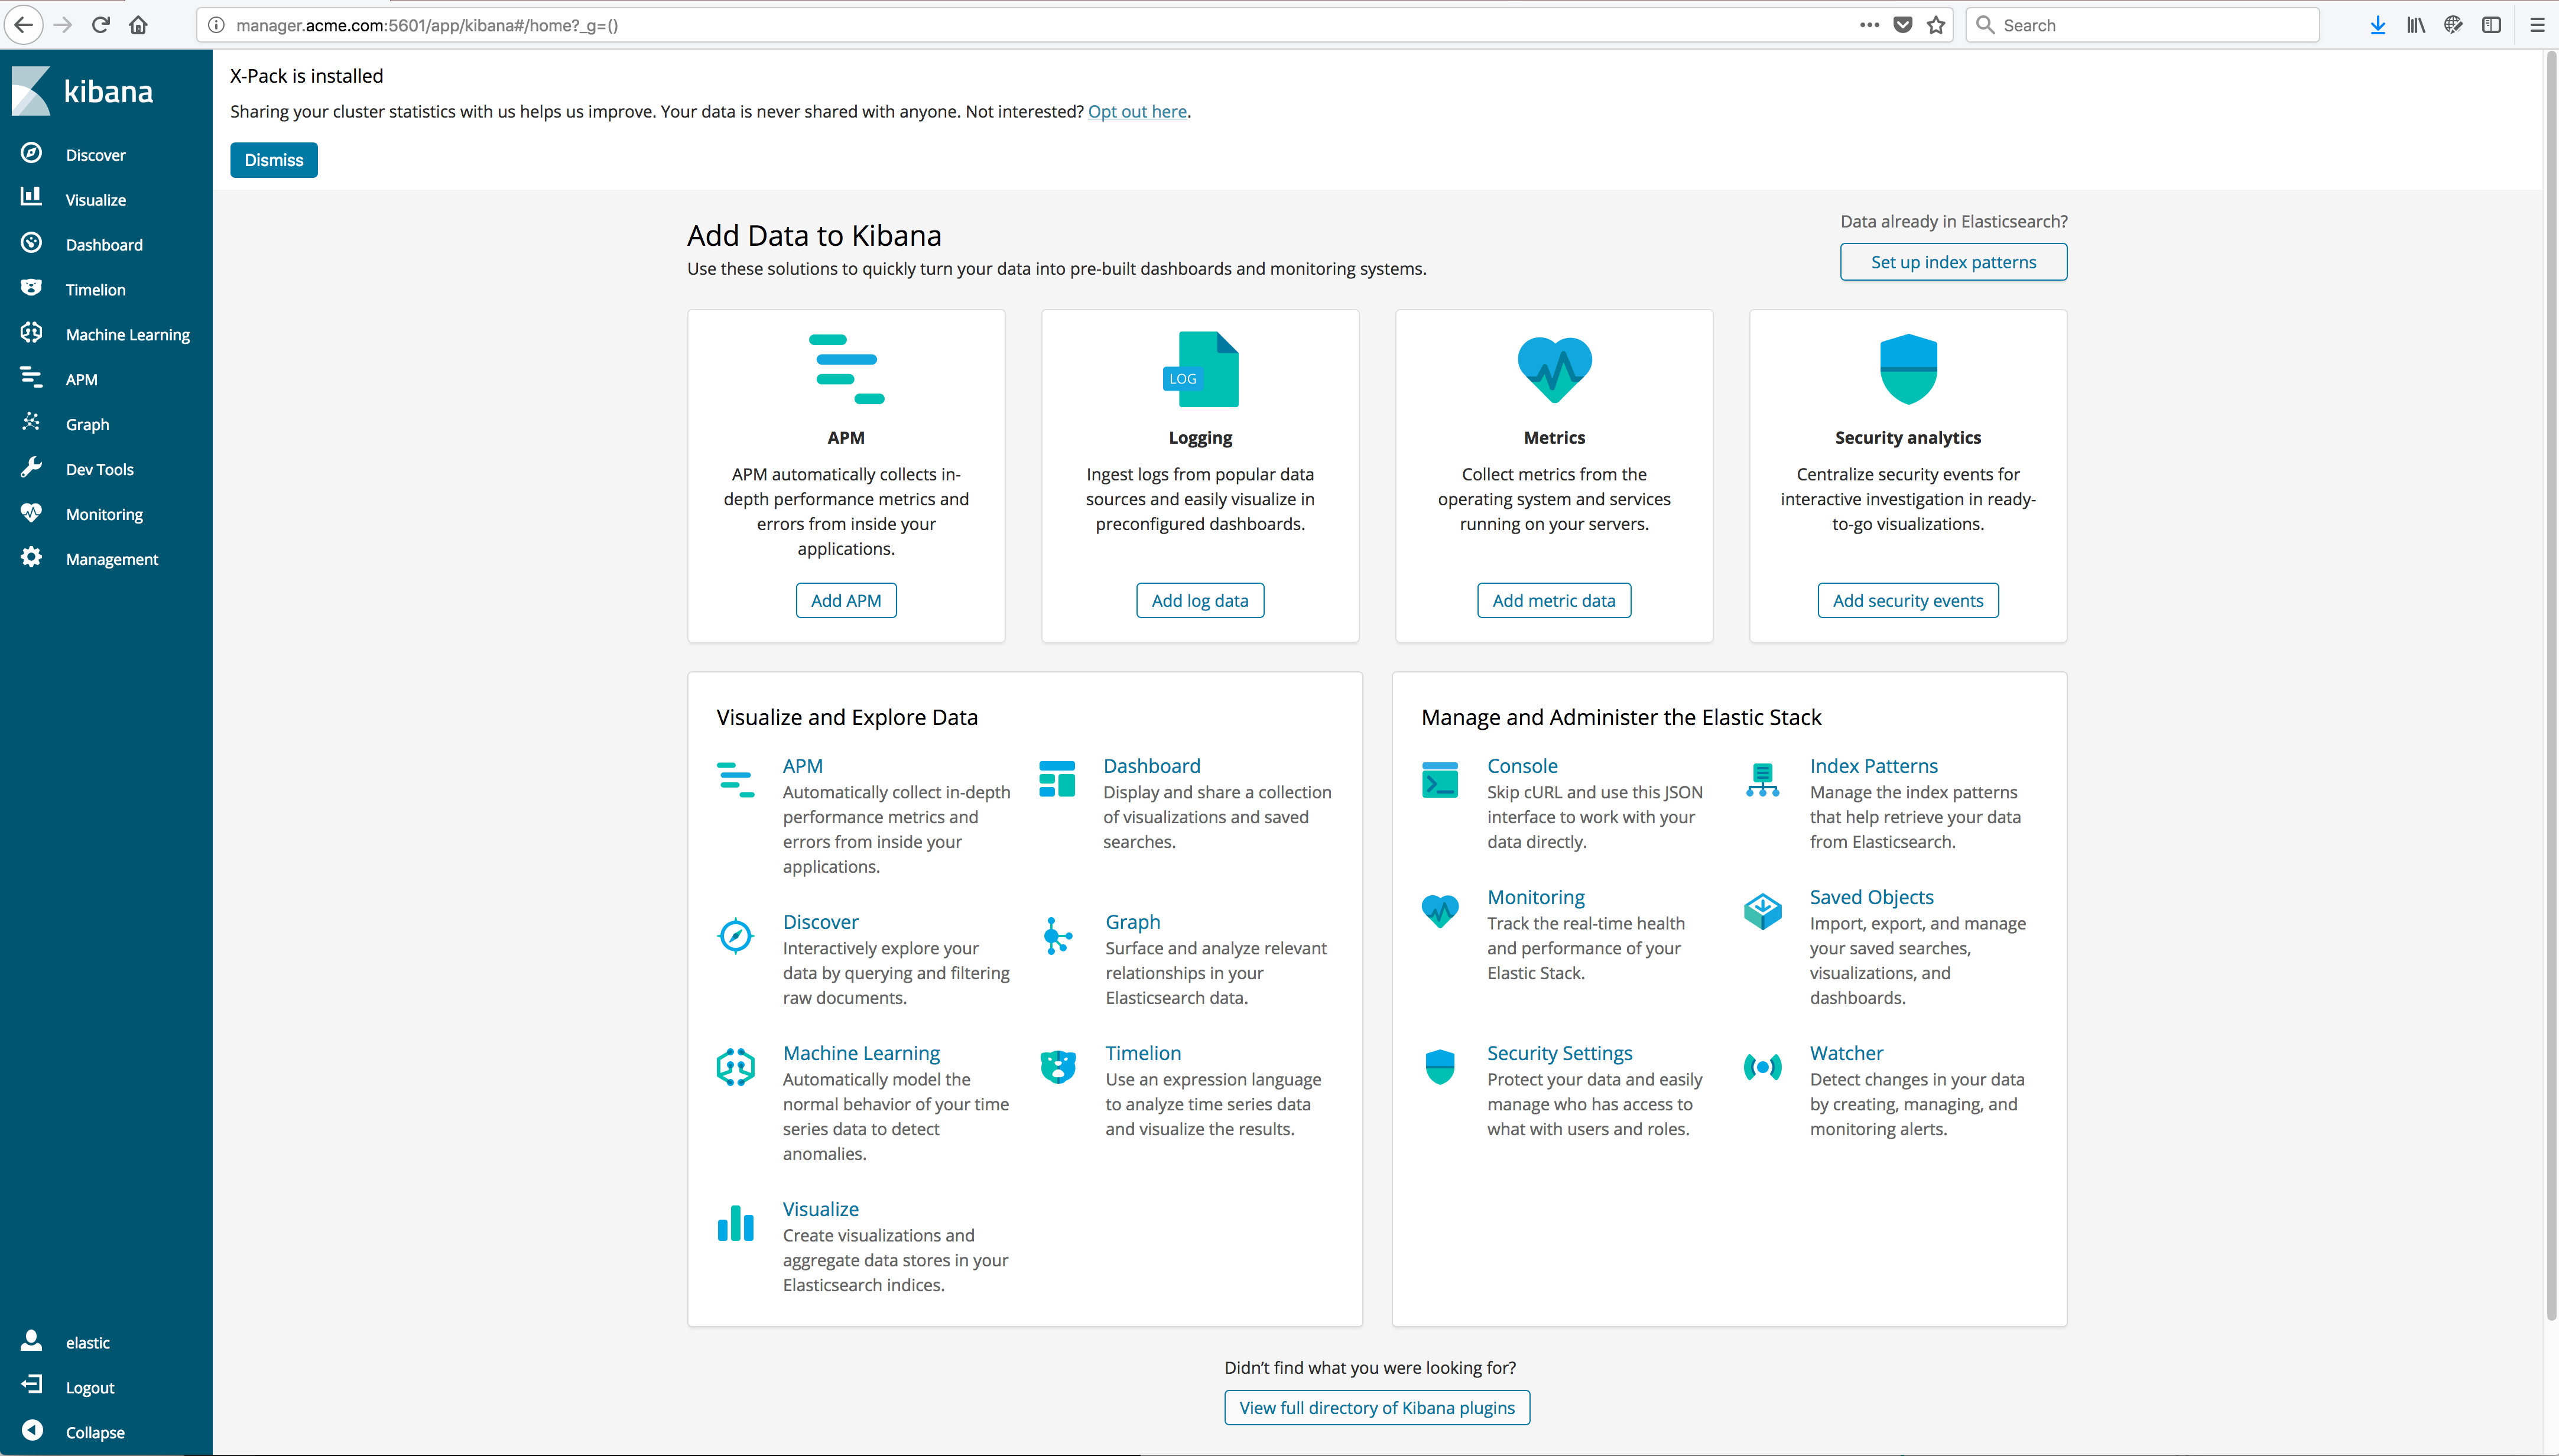 manager.acme.com:5601/app/kibana#/home?_g=()
Search
kibana
Discover
Visualize
Dashboard
Timelion
Machine Learning
APM
Graph
Dev Tools
Monitoring
Management
elastic
Logout
Collapse
X-Pack is installed
Sharing your cluster statistics with us helps us improve. Your data is never shared with anyone. Not interested? Opt out here.
Dismiss
Add Data to Kibana
Use these solutions to quickly turn your data into pre-built dashboards and monitoring systems.
Data already in Elasticsearch?
Set up index patterns
APM
APM automatically collects in-
depth performance metrics and
errors from inside your
applications.
Add APM
LOG
Logging
Ingest logs from popular data
sources and easily visualize in
preconfigured dashboards.
Add log data
Metrics
Collect metrics from the
operating system and services
running on your servers.
Add metric data
Security analytics
Centralize security events for
interactive investigation in ready-
to-go visualizations.
Add security events
Visualize and Explore Data
APM
Automatically collect in-depth
performance metrics and
errors from inside your
applications.
Dashboard
Display and share a collection
of visualizations and saved
searches.
Discover
Interactively explore your
data by querying and filtering
raw documents.
Graph
Surface and analyze relevant
relationships in your
Elasticsearch data.
Machine Learning
Automatically model the
normal behavior of your time
series data to detect
anomalies.
Timelion
Use an expression language
to analyze time series data
and visualize the results.
Visualize
Create visualizations and
aggregate data stores in your
Elasticsearch indices.
Manage and Administer the Elastic Stack
Console
Skip cURL and use this JSON
interface to work with your
data directly.
Index Patterns
Manage the index patterns
that help retrieve your data
from Elasticsearch.
Monitoring
Track the real-time health
and performance of your
Elastic Stack.
Saved Objects
Import, export, and manage
your saved searches,
visualizations, and
dashboards.
Security Settings
Protect your data and easily
manage who has access to
what with users and roles.
Watcher
Detect changes in your data
by creating, managing, and
monitoring alerts.
Didn't find what you were looking for?
View full directory of Kibana plugins